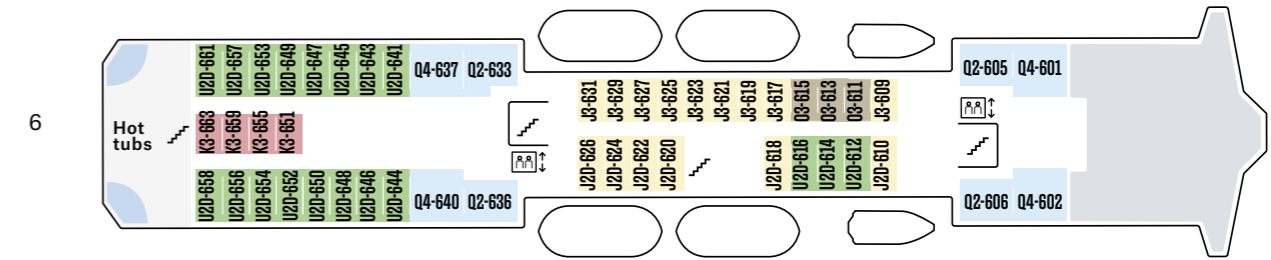 U2D-661 U2D-657 U2D-653 U2D-649 U2D-647 U2D-645 U2D-643 U2D-641 Q4-637 Q2-633
Q2-605 Q4-601
J3-631 J3-629 J3-627 J3-625 J3-623 J3-621 J3-619 J3-617 O3-615 O3-613 O3-611 J3-609
6
Hot
tubs
K3-663 K3-659 K3-655 K3-651
J2D-626 J2D-624 J2D-622 J2D-620 J2D-618 U2D-616 U2D-614 U2D-612 J2D-610
U2D-658 U2D-656 U2D-654 U2D-652 U2D-650 U2D-648 U2D-646 U2D-644 Q4-640 Q2-636
Q2-606 Q4-602